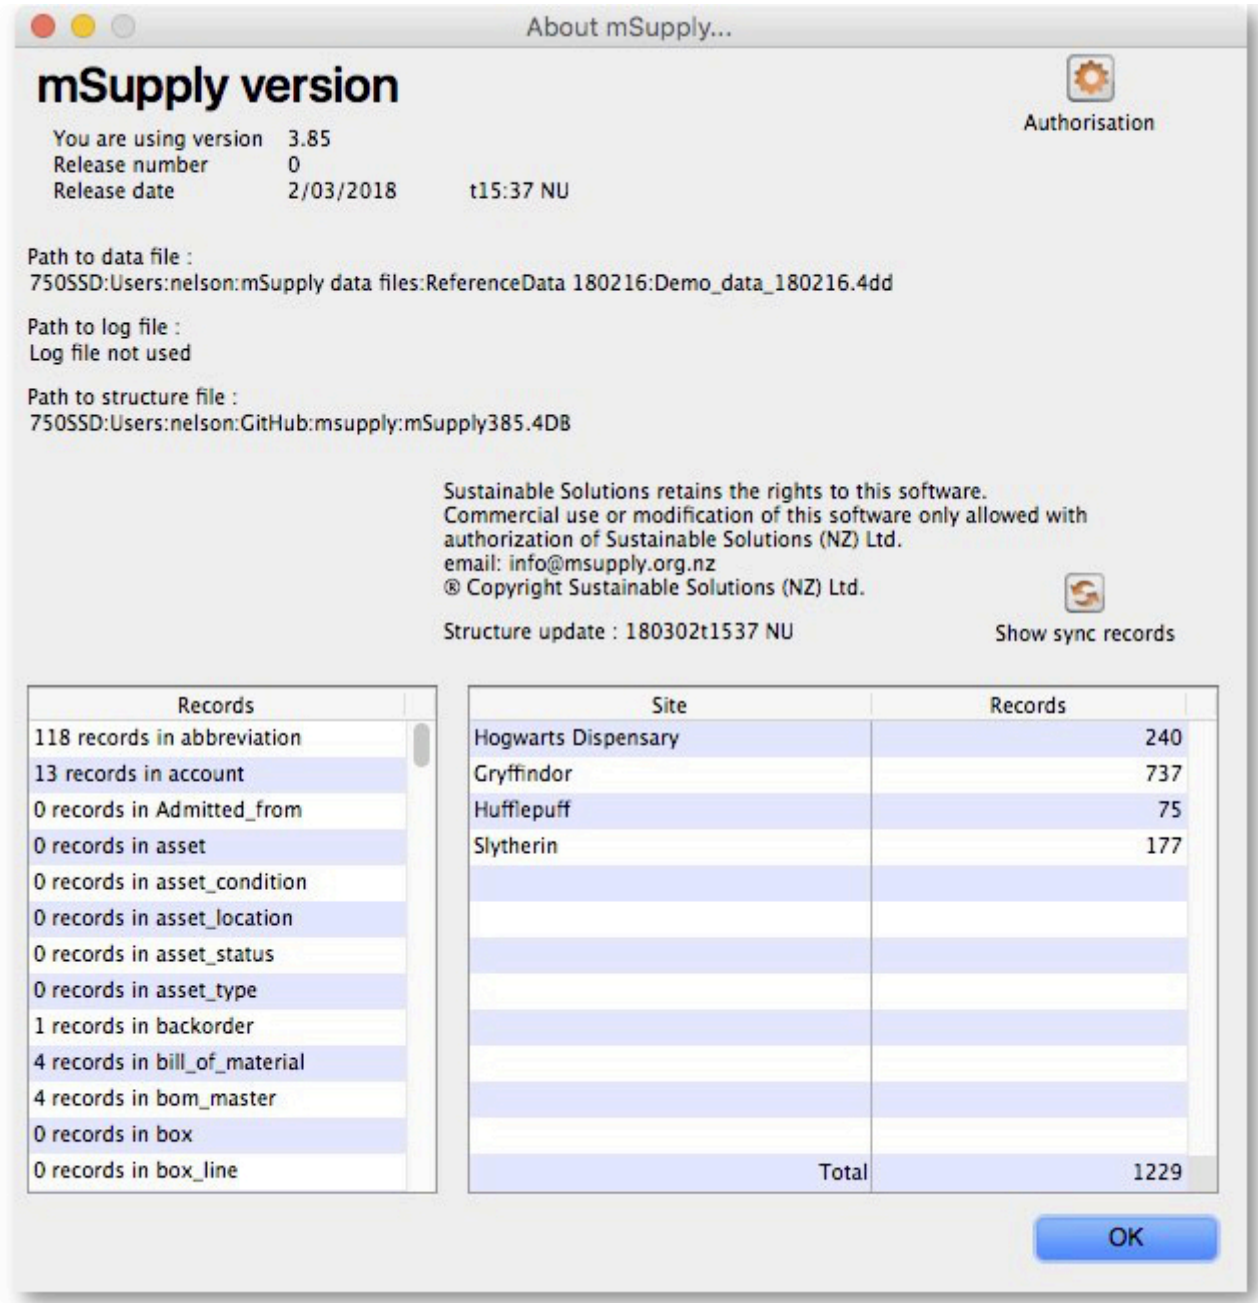 About mSupply...
mSupply version
Authorisation
You are using version 3.85
Release number 0
Release date 2/03/2018 t15:37 NU
Path to data file :
750SSD:Users:nelson:mSupply data files:ReferenceData 180216:Demo_data_180216.4dd
Path to log file :
Log file not used
Path to structure file :
750SSD:Users:nelson:GitHub:msupply:mSupply385.4DB
Sustainable Solutions retains the rights to this software.
Commercial use or modification of this software only allowed with
authorization of Sustainable Solutions (NZ) Ltd.
email: info@msupply.org.nz
® Copyright Sustainable Solutions (NZ) Ltd.
Structure update : 180302t1537 NU
Show sync records
Records
118 records in abbreviation
13 records in account
0 records in Admitted_from
0 records in asset
0 records in asset_condition
0 records in asset_location
0 records in asset_status
0 records in asset_type
1 records in backorder
4 records in bill_of_material
4 records in bom_master
0 records in box
0 records in box_line
Site Records
Hogwarts Dispensary 240
Gryffindor 737
Hufflepuff 75
Slytherin 177
Total 1229
OK